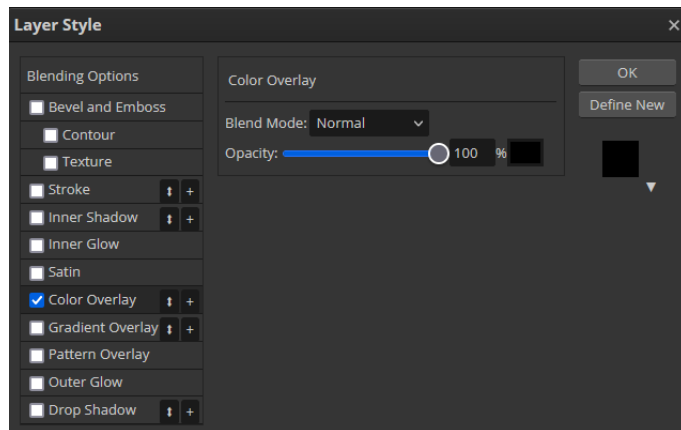 Layer Style
Blending Options
Bevel and Emboss
Contour
Texture
Stroke
Inner Shadow
Inner Glow
Satin
Color Overlay
Gradient Overlay
Pattern Overlay
Outer Glow
Drop Shadow
Color Overlay
Blend Mode: Normal
Opacity: 100 %
OK
Define New